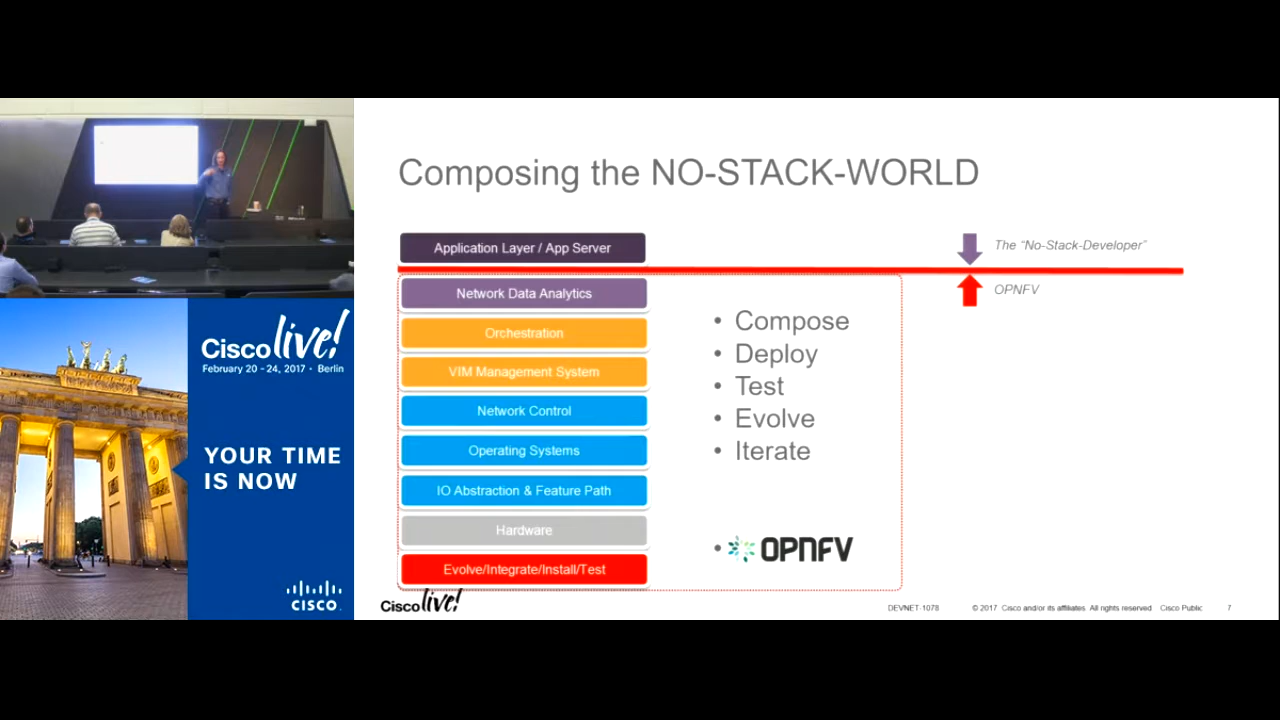 Composing the NO-STACK-WORLD
Application Layer / App Server
The “No-Stack-Developer”
OPNFV
Network Data Analytics
Orchestration
VIM Management System
Network Control
Operating Systems
IO Abstraction & Feature Path
Hardware
Evolve/Integrate/Install/Test
• Compose
• Deploy
• Test
• Evolve
• Iterate
• OPNFV
Cisco live!
DEVNET-1078 © 2017 Cisco and/or its affiliates. All rights reserved Cisco Public 7
Cisco live!
February 20 - 24, 2017 • Berlin
YOUR TIME
IS NOW
CISCO.